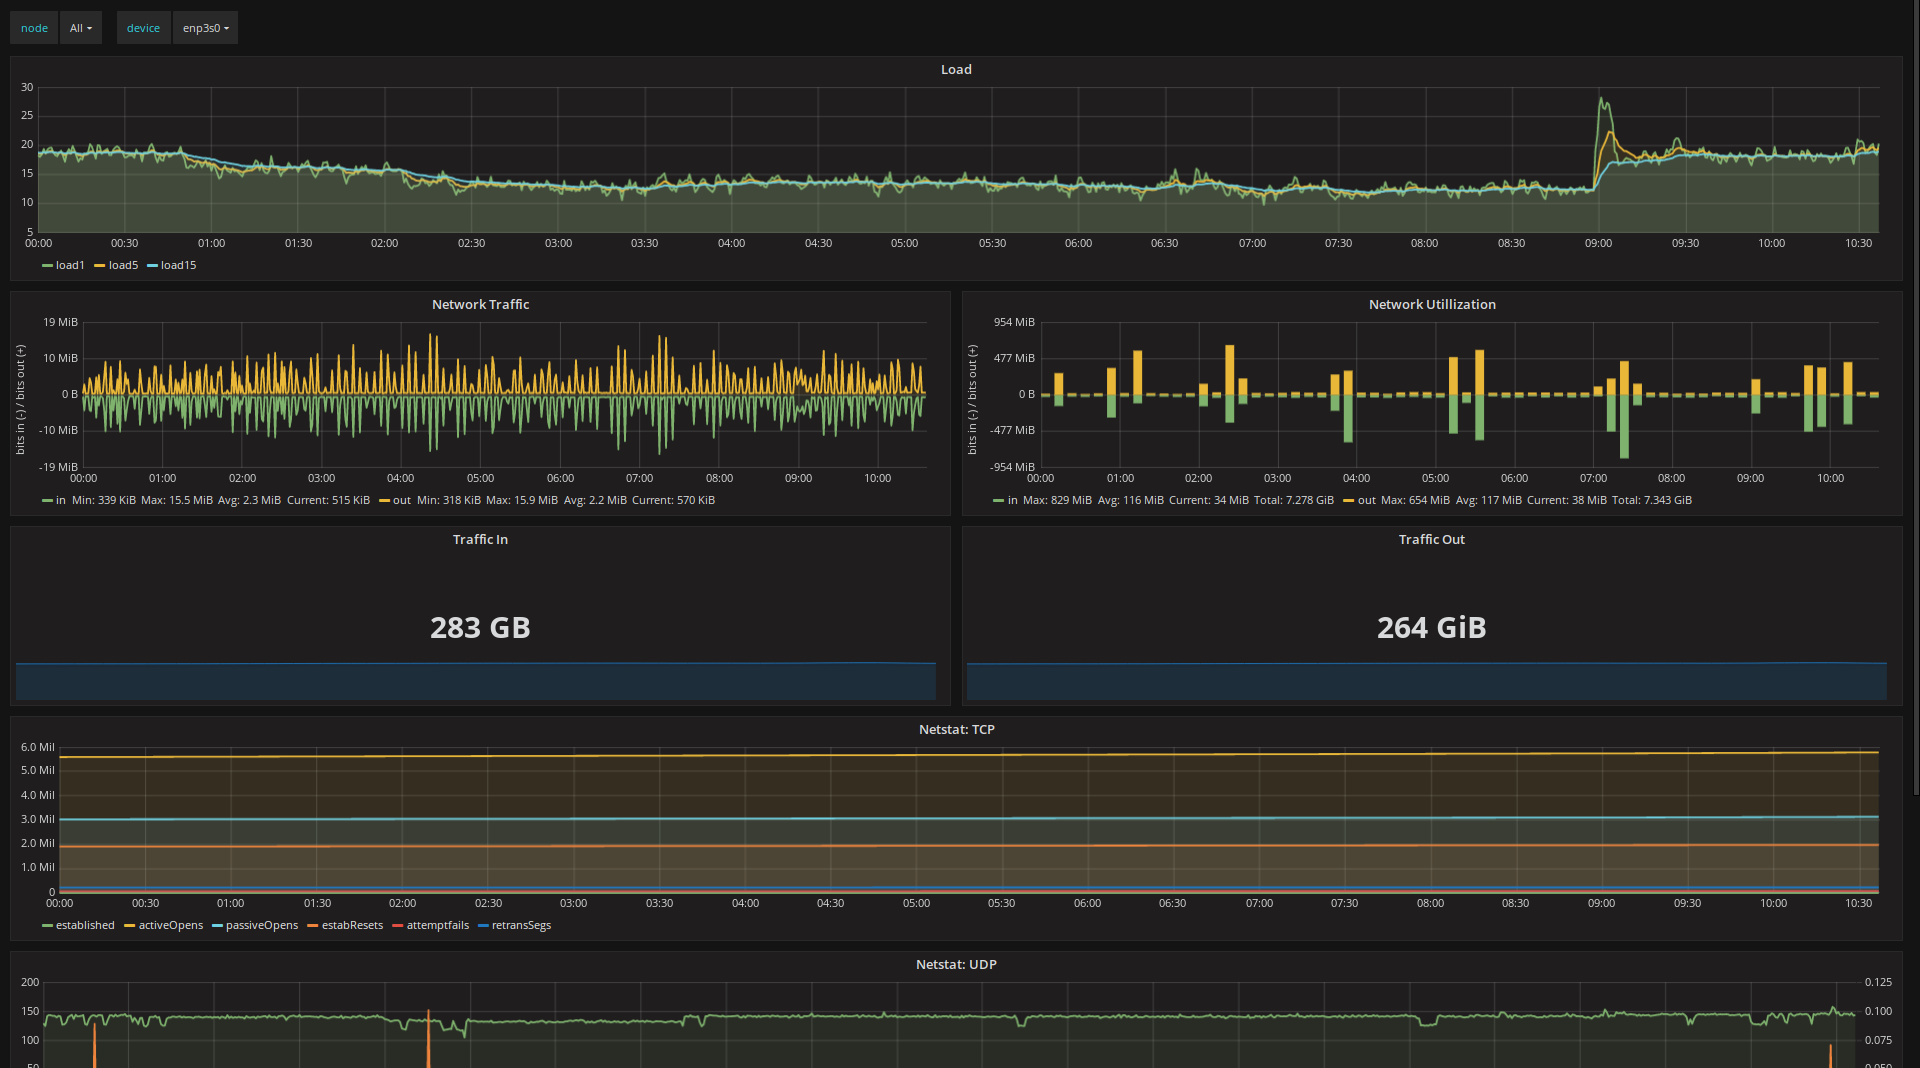 node All device enp3s0
Load
30
25
20
15
10
5
00:00 00:30 01:00 01:30 02:00 02:30 03:00 03:30 04:00 04:30 05:00 05:30 06:00 06:30 07:00 07:30 08:00 08:30 09:00 09:30 10:00 10:30
load1 load5 load15
Network Traffic
bits in (-) / bits out (+)
19 MiB
10 MiB
0 B
-10 MiB
-19 MiB
00:00 01:00 02:00 03:00 04:00 05:00 06:00 07:00 08:00 09:00 10:00
in Min: 339 KiB Max: 15.5 MiB Avg: 2.3 MiB Current: 515 KiB out Min: 318 KiB Max: 15.9 MiB Avg: 2.2 MiB Current: 570 KiB
Network Utillization
bits in (-) / bits out (+)
954 MiB
477 MiB
0 B
-477 MiB
-954 MiB
00:00 01:00 02:00 03:00 04:00 05:00 06:00 07:00 08:00 09:00 10:00
in Max: 829 MiB Avg: 116 MiB Current: 34 MiB Total: 7.278 GiB out Max: 654 MiB Avg: 117 MiB Current: 38 MiB Total: 7.343 GiB
Traffic In
283 GB
Traffic Out
264 GiB
Netstat: TCP
6.0 Mil
5.0 Mil
4.0 Mil
3.0 Mil
2.0 Mil
1.0 Mil
0
00:00 00:30 01:00 01:30 02:00 02:30 03:00 03:30 04:00 04:30 05:00 05:30 06:00 06:30 07:00 07:30 08:00 08:30 09:00 09:30 10:00 10:30
established activeOpens passiveOpens estabResets attemptfails retransSegs
Netstat: UDP
200 0.125
150 0.100
100 0.075
50 0.050